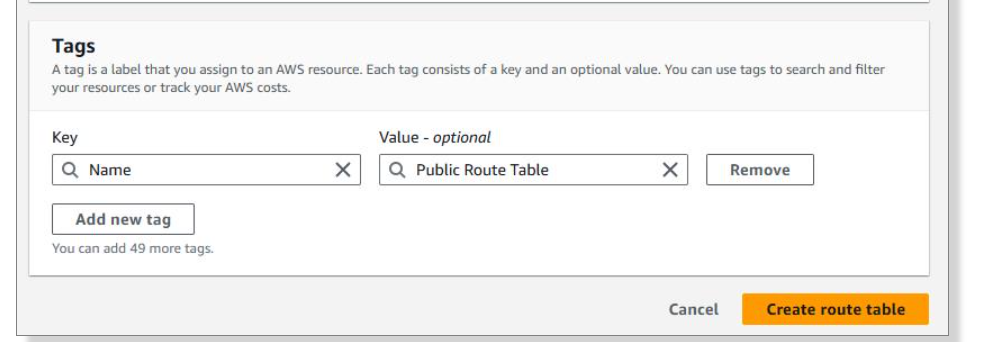 Tags
A tag is a label that you assign to an AWS resource. Each tag consists of a key and an optional value. You can use tags to search and filter
your resources or track your AWS costs.
Key
Value - optional
Name
Public Route Table
Remove
Add new tag
You can add 49 more tags.
Cancel
Create route table